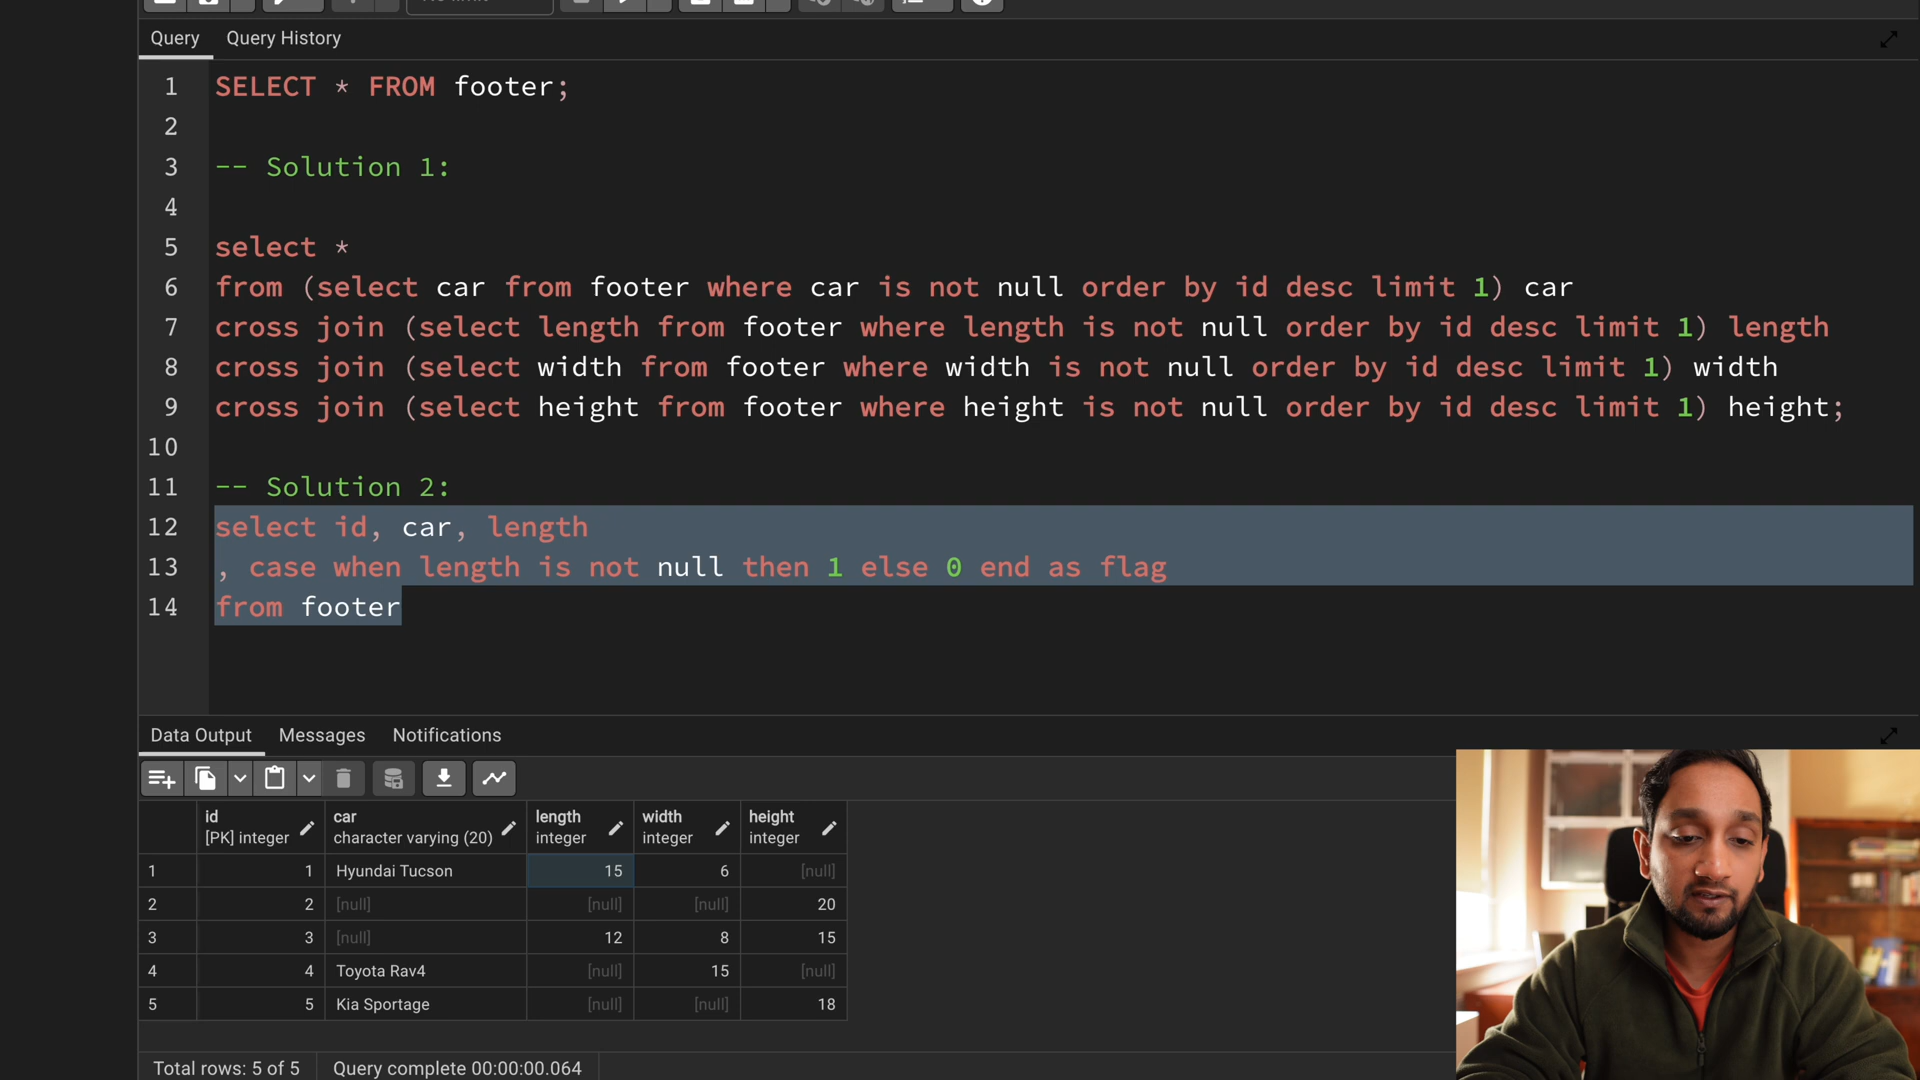 Query Query History
1 SELECT * FROM footer;
2
3 -- Solution 1:
4
5 select *
6 from (select car from footer where car is not null order by id desc limit 1) car
7 cross join (select length from footer where length is not null order by id desc limit 1) length
8 cross join (select width from footer where width is not null order by id desc limit 1) width
9 cross join (select height from footer where height is not null order by id desc limit 1) height;
10
11 -- Solution 2:
12 select id, car, length
13 , case when length is not null then 1 else 0 end as flag
14 from footer
Data Output Messages Notifications
id car length width height
[PK] integer character varying (20) integer integer integer
1 1 Hyundai Tucson 15 6 [null]
2 2 [null] [null] [null] 20
3 3 [null] 12 8 15
4 4 Toyota Rav4 [null] 15 [null]
5 5 Kia Sportage [null] [null] 18
Total rows: 5 of 5 Query complete 00:00:00.064